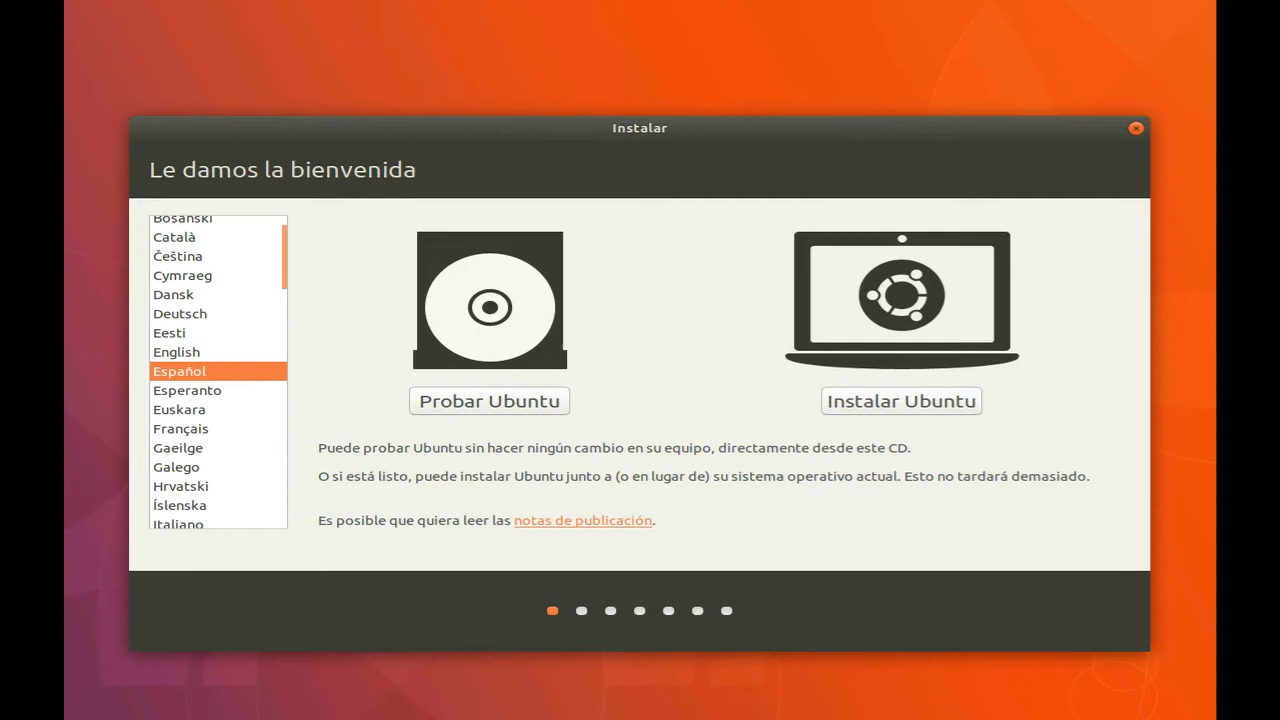 Instalar
Le damos la bienvenida
Bosanski
Català
Čeština
Cymraeg
Dansk
Deutsch
Eesti
English
Español
Esperanto
Euskara
Français
Gaeilge
Galego
Hrvatski
Íslenska
Italiano
Probar Ubuntu
Instalar Ubuntu
Puede probar Ubuntu sin hacer ningún cambio en su equipo, directamente desde este CD.
O si está listo, puede instalar Ubuntu junto a (o en lugar de) su sistema operativo actual. Esto no tardará demasiado.
Es posible que quiera leer las notas de publicación.